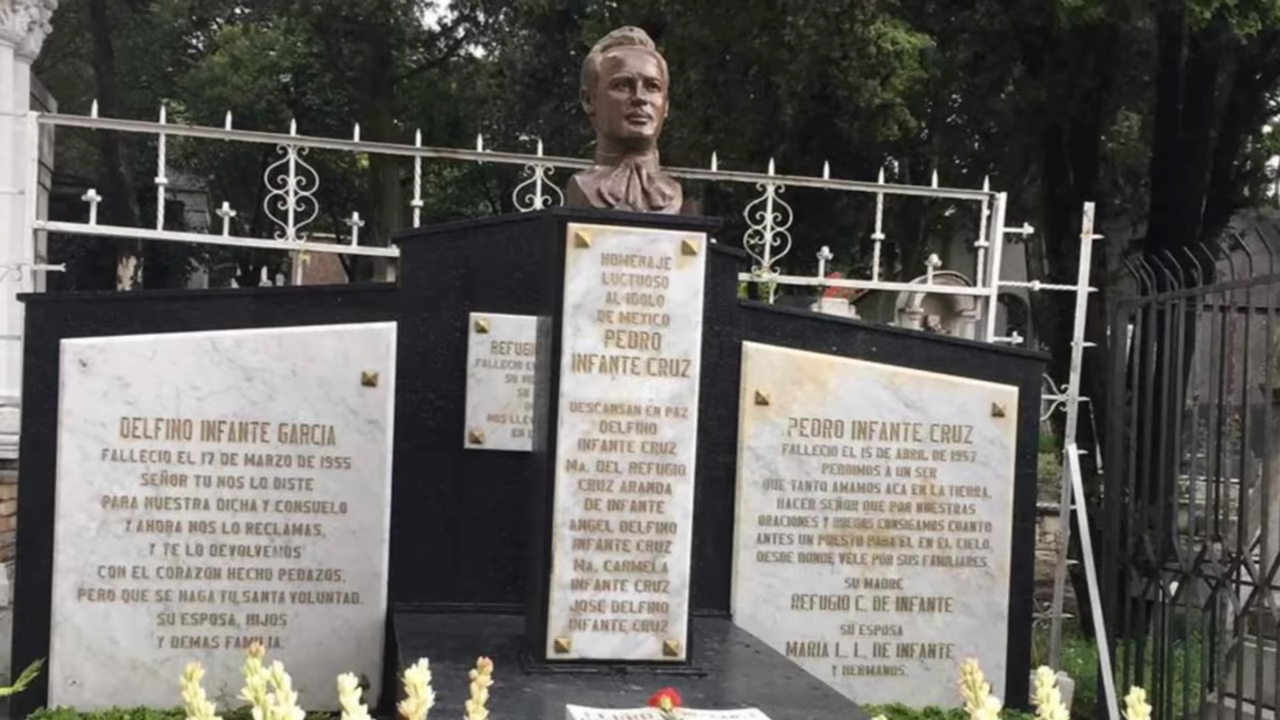 DELFINO INFANTE GARCIA
FALLECIO EL 17 DE MARZO DE 1955
SEÑOR TU NOS LO DISTE
PARA NUESTRA DICHA Y CONSUELO
Y AHORA NOS LO RECLAMAS,
Y TE LO DEVOLVEMOS
CON EL CORAZON HECHO PEDAZOS,
PERO QUE SE HAGA TU SANTA VOLUNTAD.
SU ESPOSA, HIJOS
Y DEMAS FAMILIA.
REFUGI
FALLECIO E
SU
NOS LLE
HOMENAJE
LUCTUOSO
AL IDOLO
DE MEXICO
PEDRO
INFANTE CRUZ
DESCANSAN EN PAZ
DELFINO
INFANTE CRUZ
Ma. DEL REFUGIO
CRUZ ARANDA
DE INFANTE
ANGEL DELFINO
INFANTE CRUZ
Ma. CARMELA
INFANTE CRUZ
JOSE DELFINO
INFANTE CRUZ
PEDRO INFANTE CRUZ
FALLECIO EL 15 DE ABRIL DE 1957
PERDIMOS A UN SER
QUE TANTO AMAMOS ACA EN LA TIERRA,
HACER SEÑOR QUE POR NUESTRAS
ORACIONES Y RUEGOS CONSIGAMOS CUANTO
ANTES UN PUESTO PARA EL EN EL CIELO,
DESDE DONDE VELE POR SUS FAMILIARES.
SU MADRE
REFUGIO C. DE INFANTE
SU ESPOSA
MARIA L. L. DE INFANTE
Y HERMANOS.